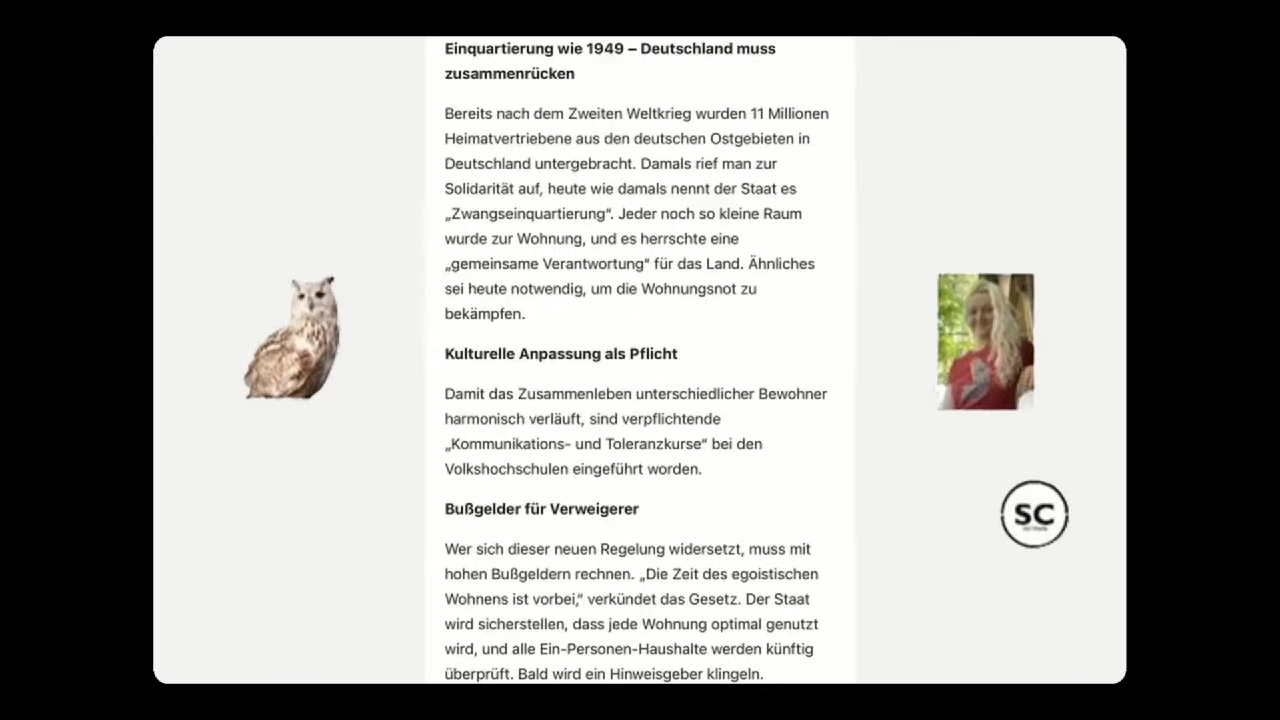 Einquartierung wie 1949 – Deutschland muss
zusammenrücken
Bereits nach dem Zweiten Weltkrieg wurden 11 Millionen
Heimatvertriebene aus den deutschen Ostgebieten in
Deutschland untergebracht. Damals rief man zur
Solidarität auf, heute wie damals nennt der Staat es
„Zwangseinquartierung“. Jeder noch so kleine Raum
wurde zur Wohnung, und es herrschte eine
„gemeinsame Verantwortung“ für das Land. Ähnliches
sei heute notwendig, um die Wohnungsnot zu
bekämpfen.
Kulturelle Anpassung als Pflicht
Damit das Zusammenleben unterschiedlicher Bewohner
harmonisch verläuft, sind verpflichtende
„Kommunikations- und Toleranzkurse“ bei den
Volkshochschulen eingeführt worden.
Bußgelder für Verweigerer
Wer sich dieser neuen Regelung widersetzt, muss mit
hohen Bußgeldern rechnen. „Die Zeit des egoistischen
Wohnens ist vorbei,“ verkündet das Gesetz. Der Staat
wird sicherstellen, dass jede Wohnung optimal genutzt
wird, und alle Ein-Personen-Haushalte werden künftig
überprüft. Bald wird ein Hinweisgeber klingeln.
SC